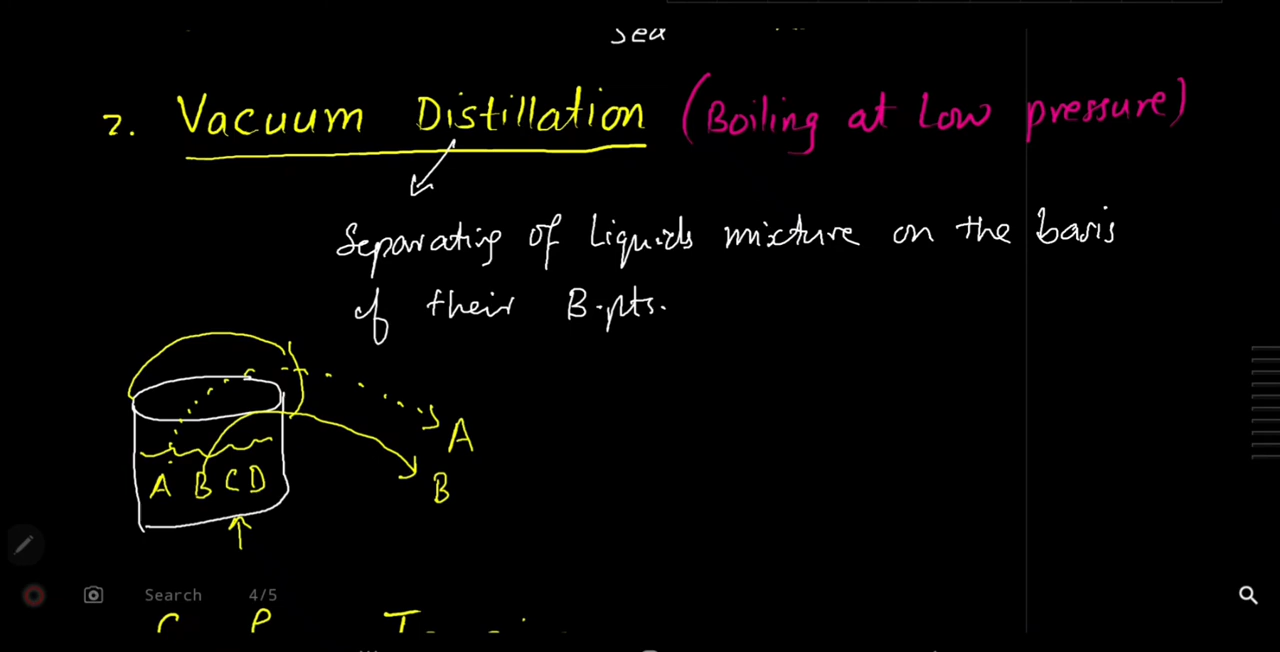 Sea
2. Vacuum Distillation (Boiling at Low pressure)
Separating of Liquids mixture on the basis
of their B.pts.
A
A B C D
B
Search 4/5